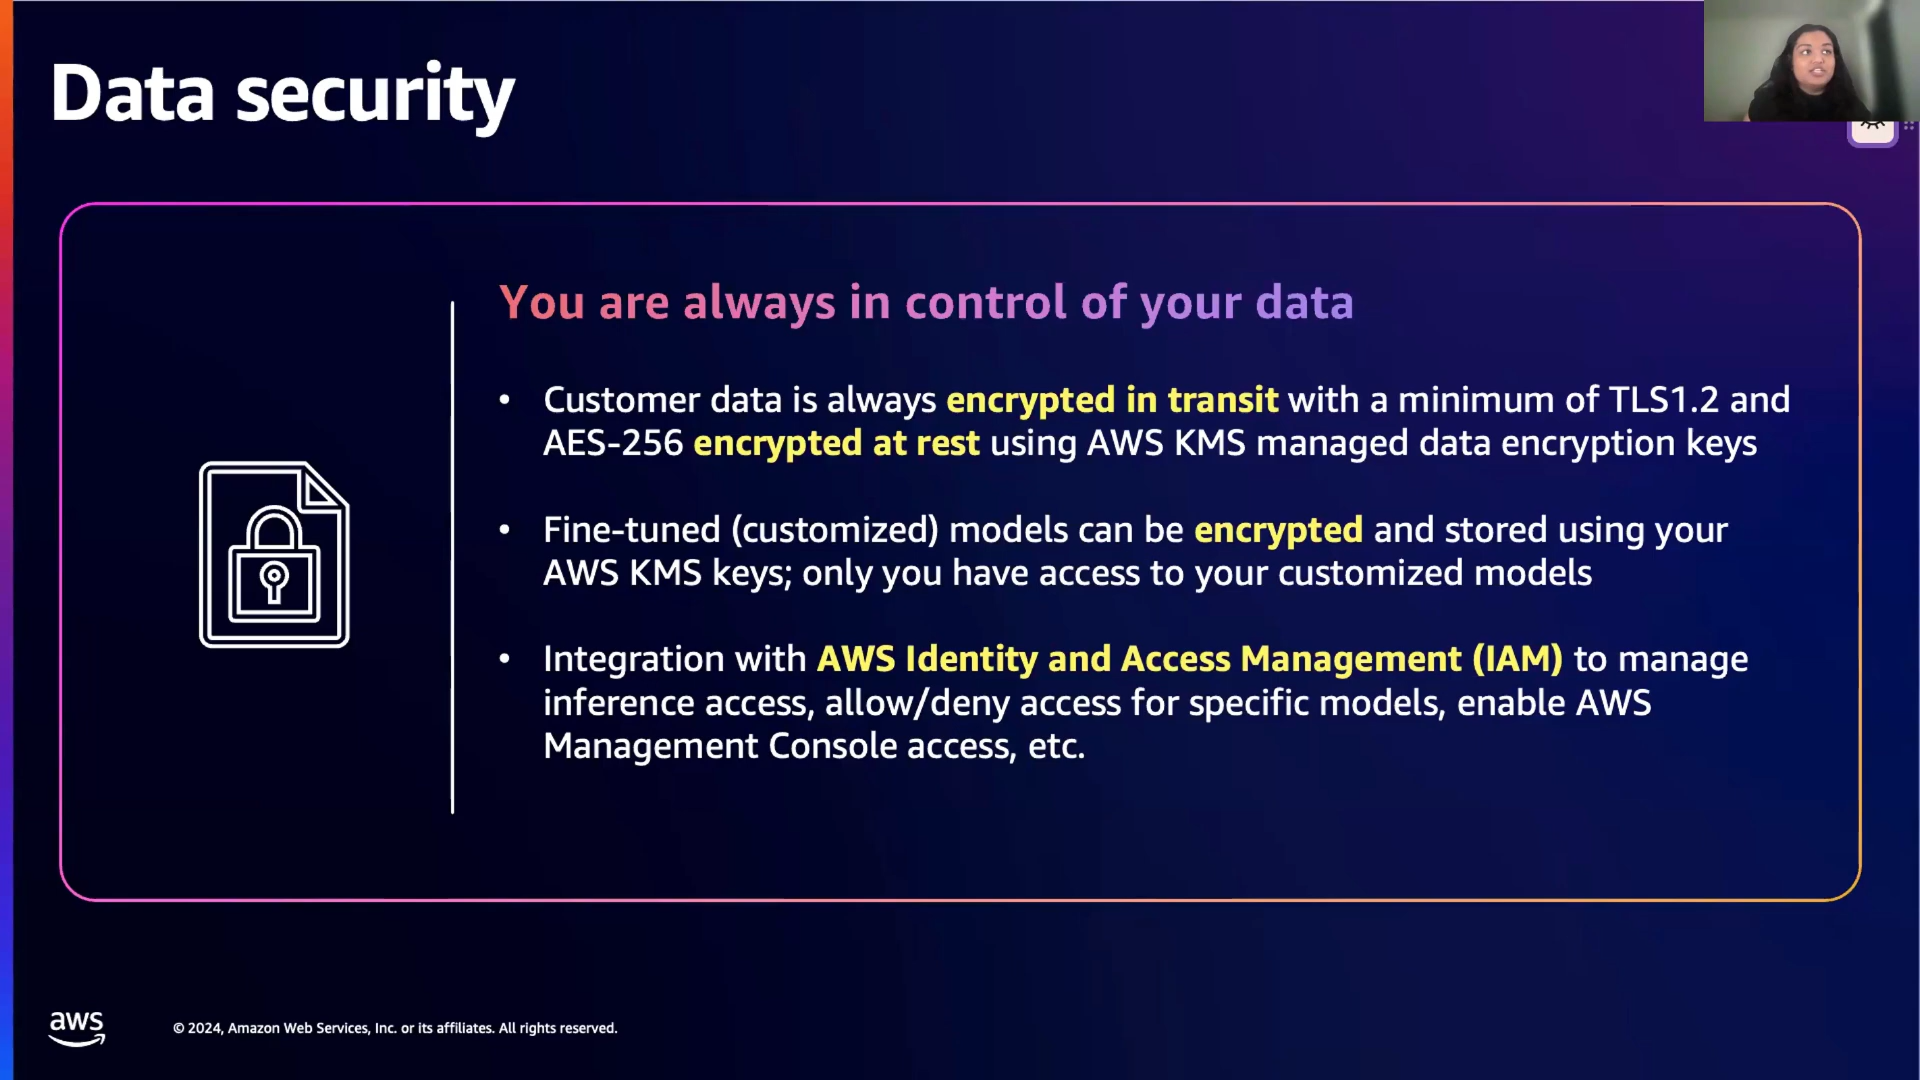 Data security
You are always in control of your data
• Customer data is always encrypted in transit with a minimum of TLS1.2 and
AES-256 encrypted at rest using AWS KMS managed data encryption keys
• Fine-tuned (customized) models can be encrypted and stored using your
AWS KMS keys; only you have access to your customized models
• Integration with AWS Identity and Access Management (IAM) to manage
inference access, allow/deny access for specific models, enable AWS
Management Console access, etc.
aws
© 2024, Amazon Web Services, Inc. or its affiliates. All rights reserved.